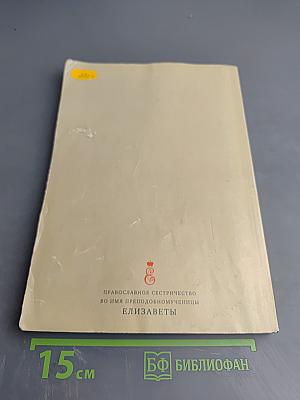 Е
ПРАВОСЛАВНОЕ СЕСТРИЧЕСТВО
ВО ИМЯ ПРЕПОДОБНОМУЧЕНИЦЫ
ЕЛИЗАВЕТЫ
15 см
БФ БИБЛИОФАН